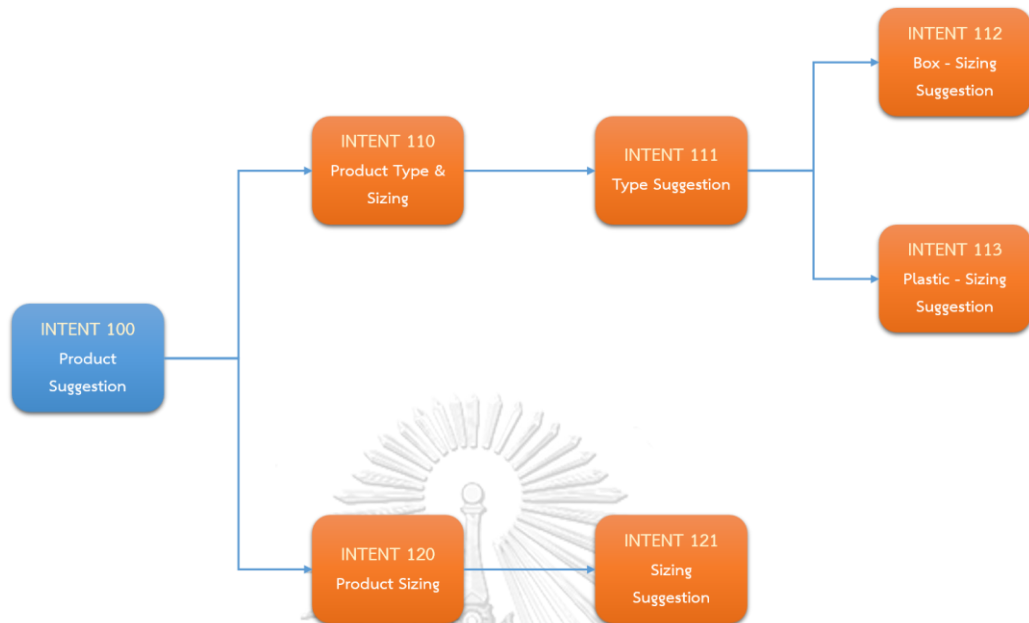 INTENT 112
Box - Sizing
Suggestion
INTENT 110
Product Type &
Sizing
INTENT 111
Type Suggestion
INTENT 113
Plastic - Sizing
Suggestion
INTENT 100
Product
Suggestion
INTENT 120
Product Sizing
INTENT 121
Sizing
Suggestion